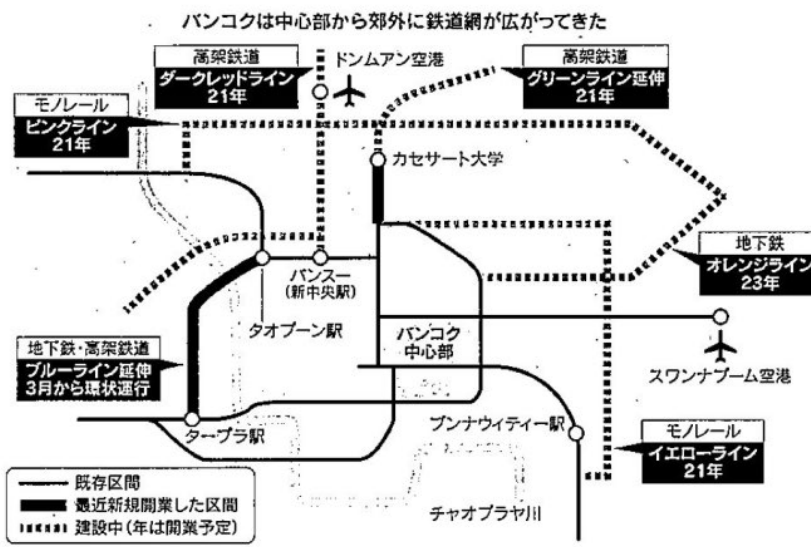 バンコクは中心部から郊外に鉄道網が広がってきた
高架鉄道
ダークレッドライン
21年
ドンムアン空港
高架鉄道
グリーンライン延伸
21年
モノレール
ピンクライン
21年
カセサート大学
地下鉄
オレンジライン
23年
バンスー
(新中央駅)
タオプーン駅
バンコク
中心部
スワンナプーム空港
地下鉄・高架鉄道
ブルーライン延伸
3月から環状運行
タープラ駅
プンナウィティー駅
モノレール
イエローライン
21年
既存区間
最近新規開業した区間
建設中(年は開業予定)
チャオプラヤ川